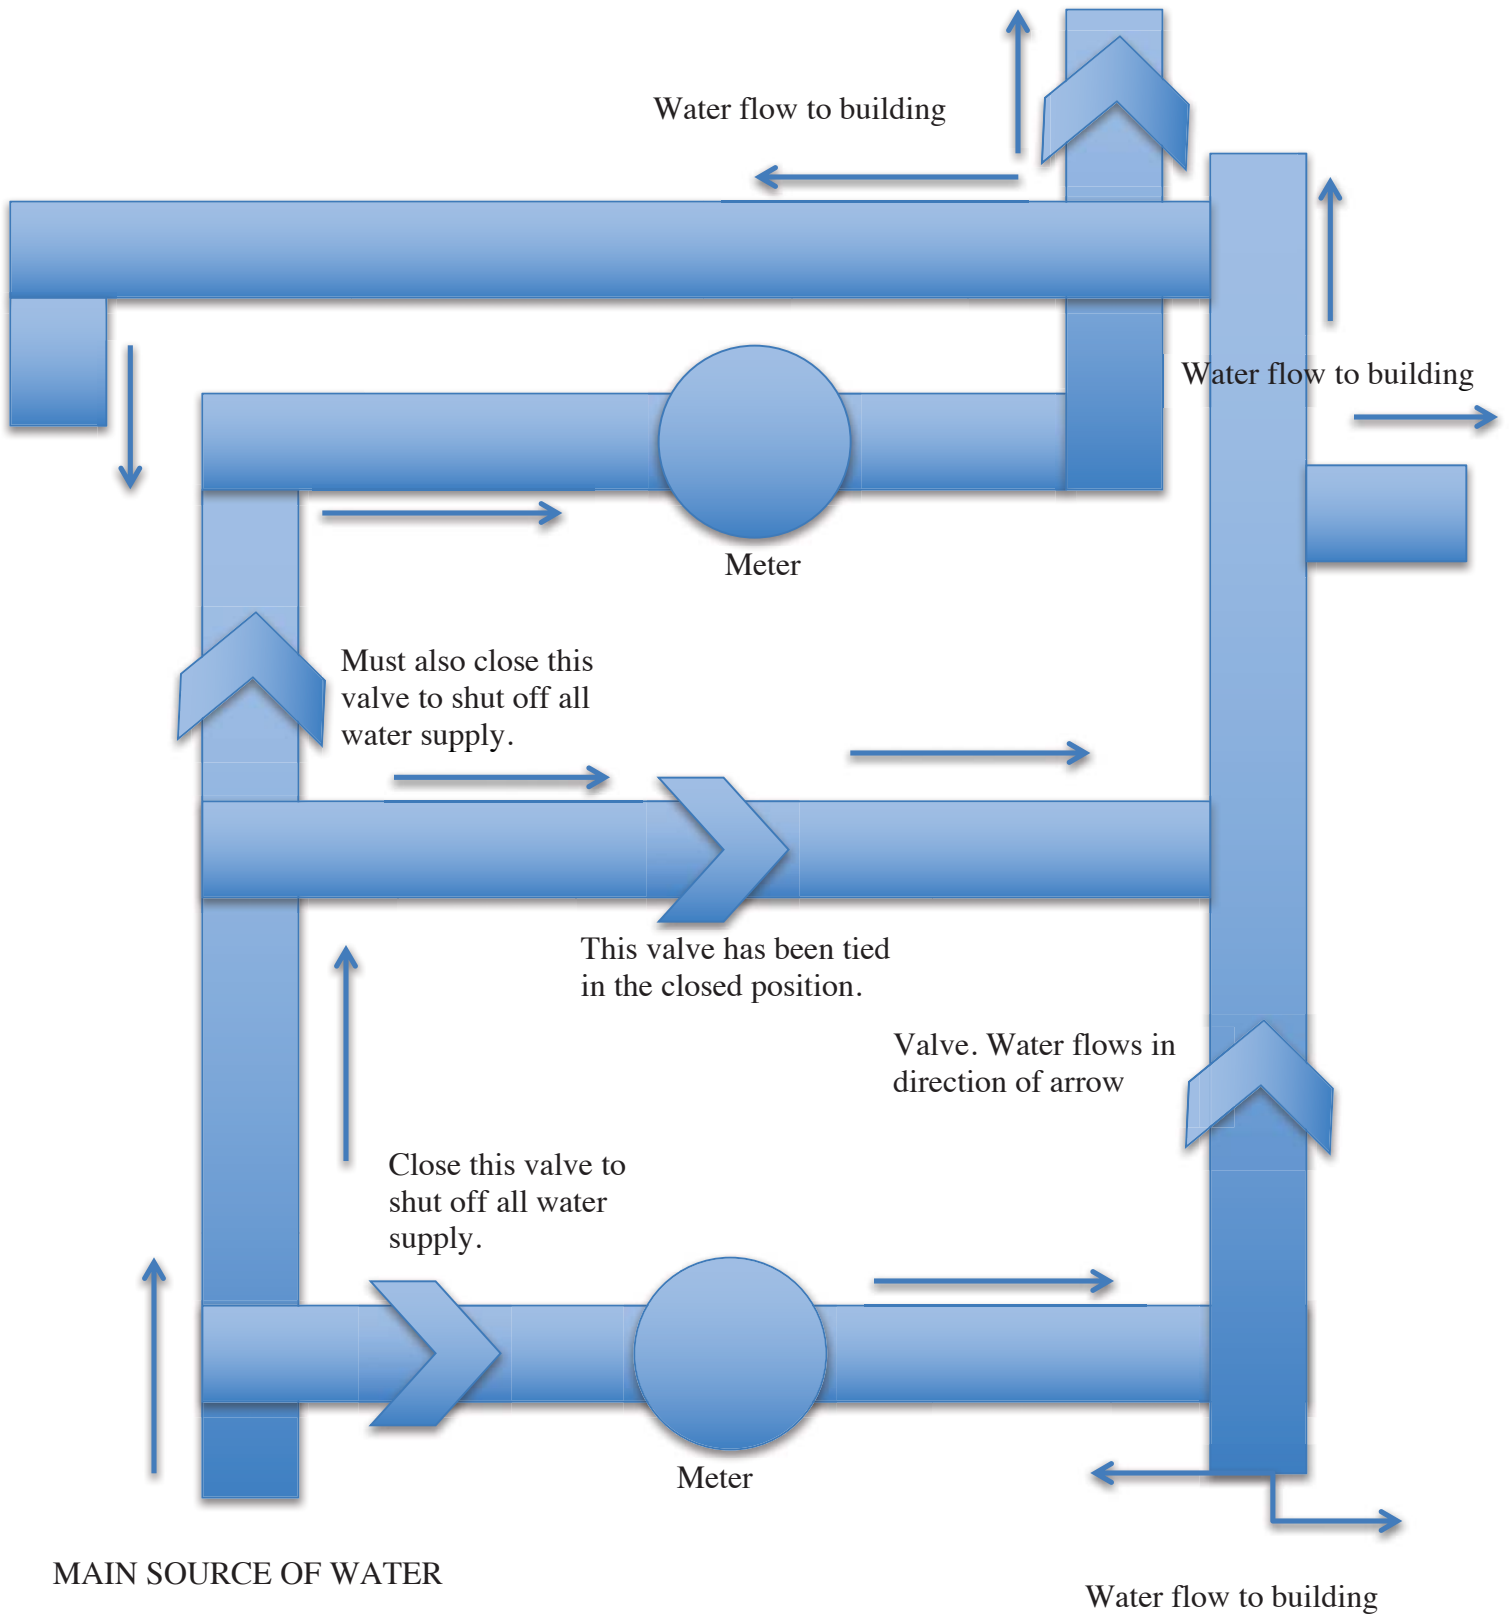 Water flow to building
Water flow to building
Meter
Must also close this
valve to shut off all
water supply.
This valve has been tied
in the closed position.
Valve. Water flows in
direction of arrow
Close this valve to
shut off all water
supply.
Meter
MAIN SOURCE OF WATER
Water flow to building